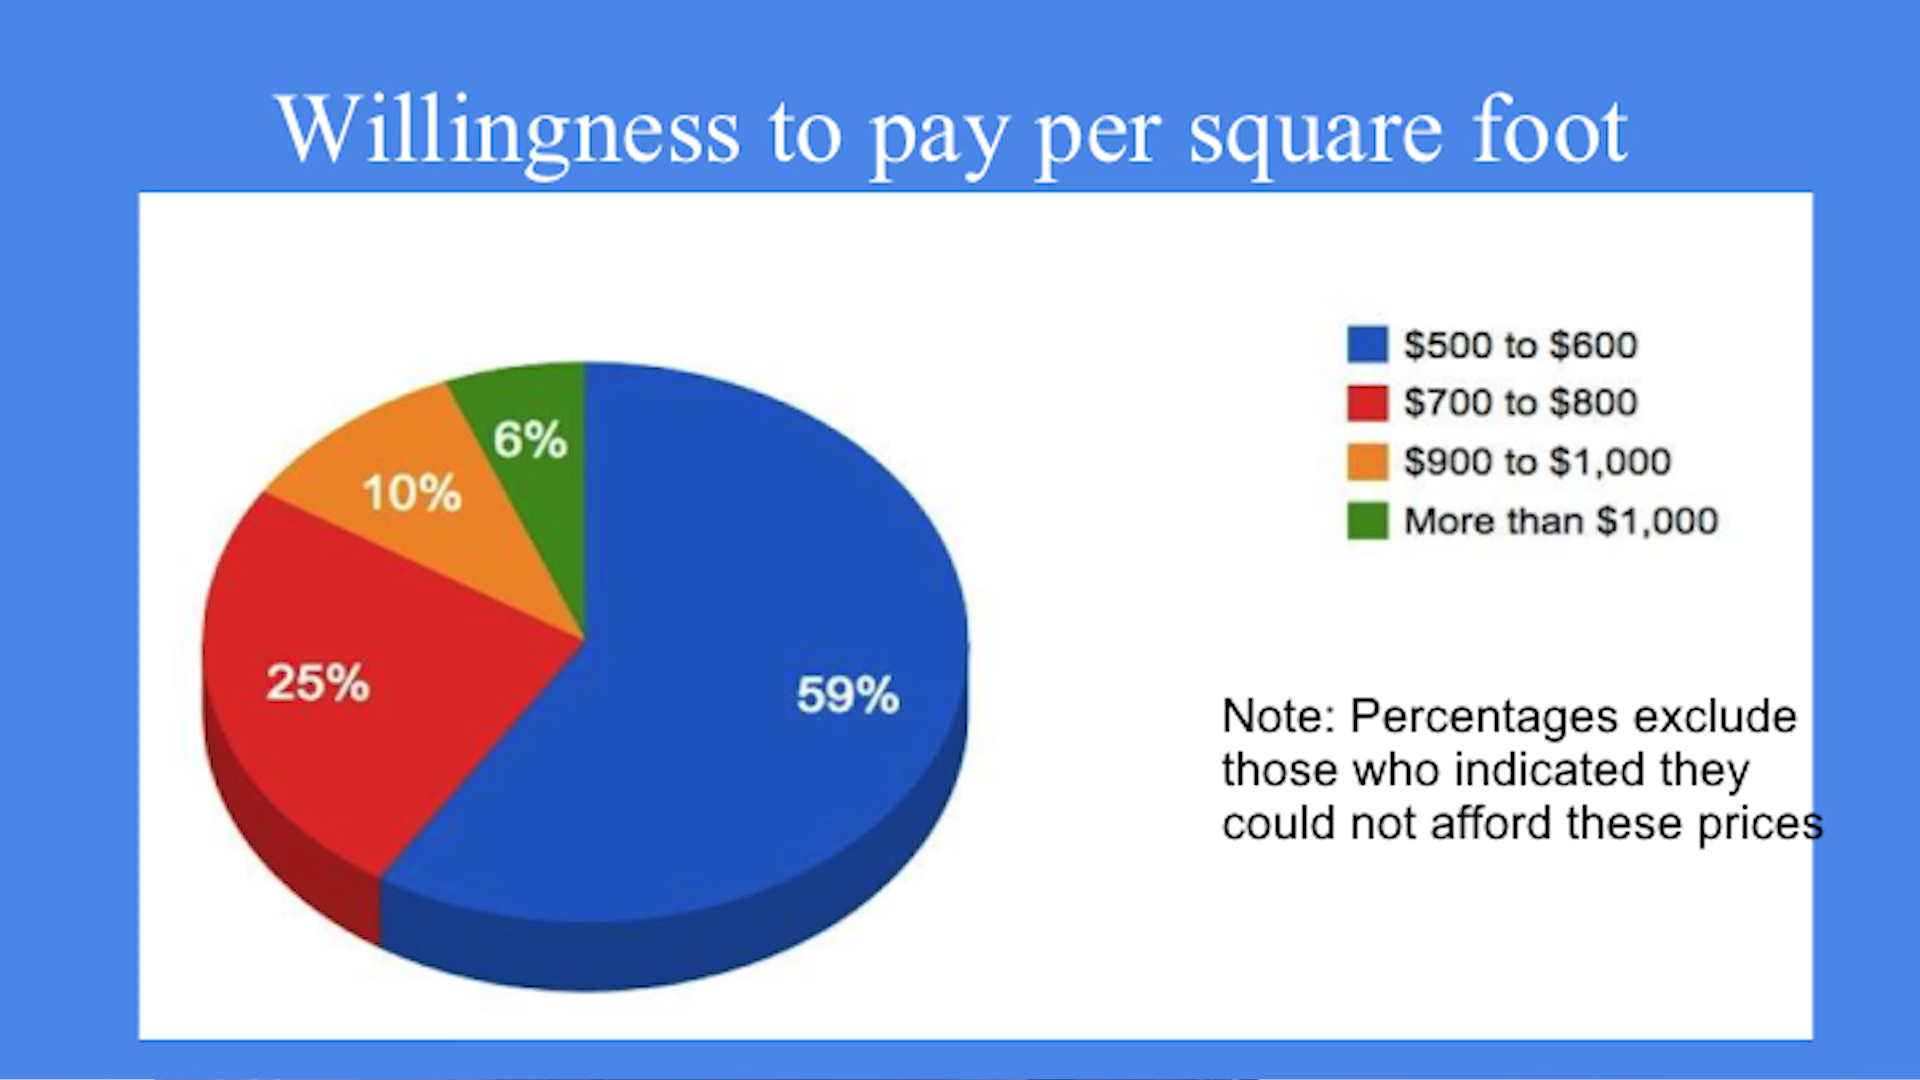 Willingness to pay per square foot
6%
10%
25%
59%
$500 to $600
$700 to $800
$900 to $1,000
More than $1,000
Note: Percentages exclude
those who indicated they
could not afford these prices